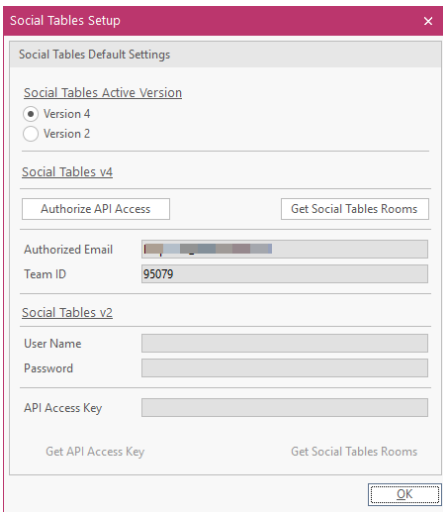 Social Tables Setup
Social Tables Default Settings
Social Tables Active Version
Version 4
Version 2
Social Tables v4
Authorize API Access
Get Social Tables Rooms
Authorized Email
Team ID 95079
Social Tables v2
User Name
Password
API Access Key
Get API Access Key
Get Social Tables Rooms
OK